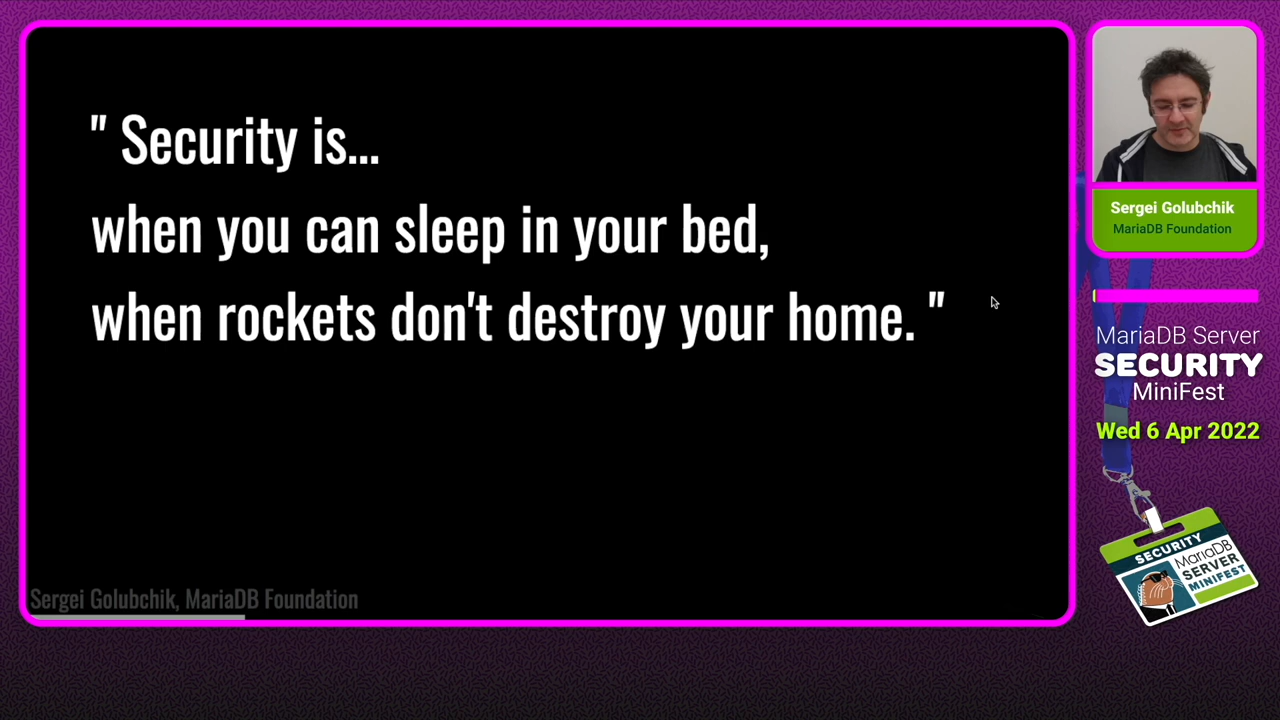 " Security is...
when you can sleep in your bed,
when rockets don't destroy your home. "
Sergei Golubchik, MariaDB Foundation
Sergei Golubchik
MariaDB Foundation
MariaDB Server
SECURITY
MiniFest
Wed 6 Apr 2022
SECURITY
MariaDB
SERVER
MINIFEST